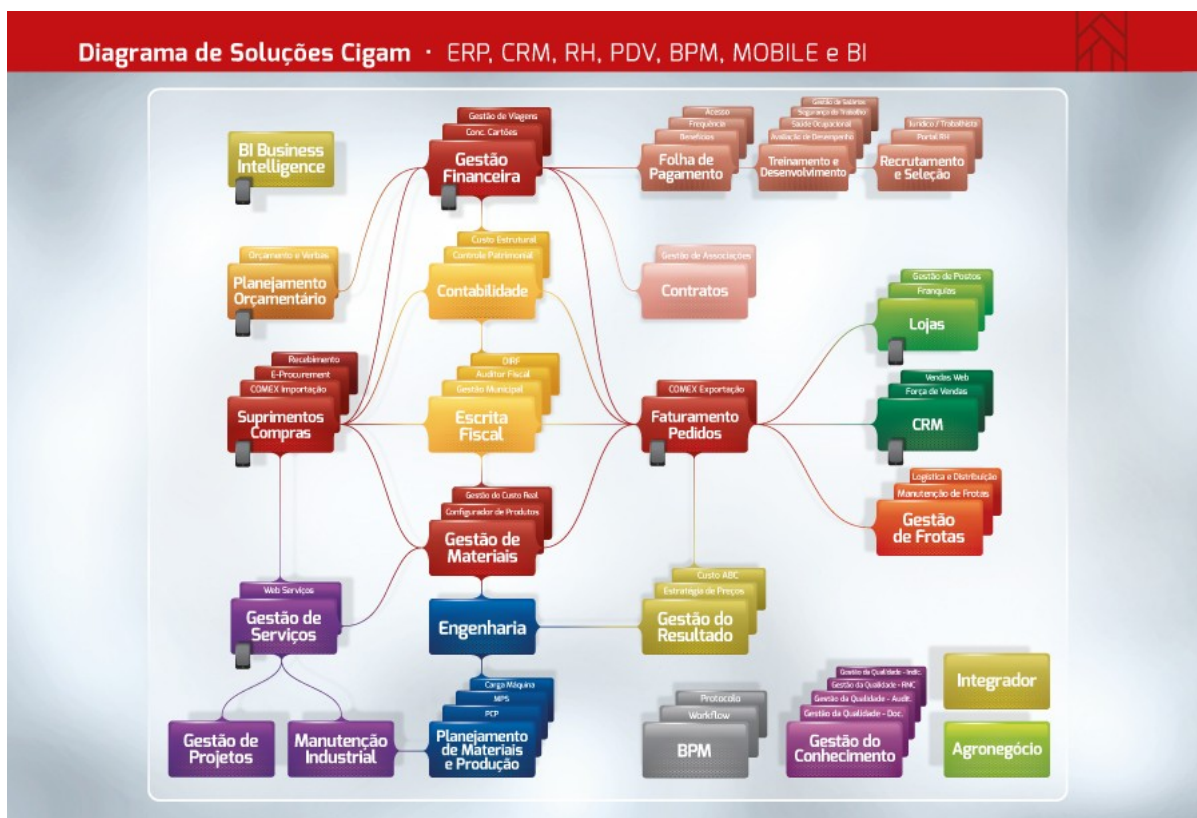 Diagrama de Soluções Cigam · ERP, CRM, RH, PDV, BPM, MOBILE e BI
BI Business
Intelligence
Gestão de Viagens
Conc. Cartões
Gestão
Financeira
Acesso
Frequência
Benefícios
Folha de
Pagamento
Gestão de Salários
Segurança do Trabalho
Saúde Ocupacional
Avaliação de Desempenho
Treinamento e
Desenvolvimento
Jurídico / Trabalhista
Portal RH
Recrutamento
e Seleção
Orçamento e Verbas
Planejamento
Orçamentário
Custo Estrutural
Controle Patrimonial
Contabilidade
Gestão de Associações
Contratos
Gestão de Postos
Franquias
Lojas
Recebimento
E-Procurement
COMEX Importação
Suprimentos
Compras
DIRF
Auditor Fiscal
Gestão Municipal
Escrita
Fiscal
COMEX Exportação
Faturamento
Pedidos
Vendas Web
Força de Vendas
CRM
Gestão do Custo Real
Configurador de Produtos
Gestão de
Materiais
Logística e Distribuição
Manutenção de Frotas
Gestão
de Frotas
Web Serviços
Gestão de
Serviços
Engenharia
Custo ABC
Estratégia de Preços
Gestão do
Resultado
Gestão de
Projetos
Manutenção
Industrial
Carga Máquina
MPS
PCP
Planejamento
de Materiais
e Produção
Protocolo
Workflow
BPM
Gestão da Qualidade - Indic.
Gestão da Qualidade - RNC
Gestão da Qualidade - Audit.
Gestão da Qualidade - Doc.
Gestão do
Conhecimento
Integrador
Agronegócio